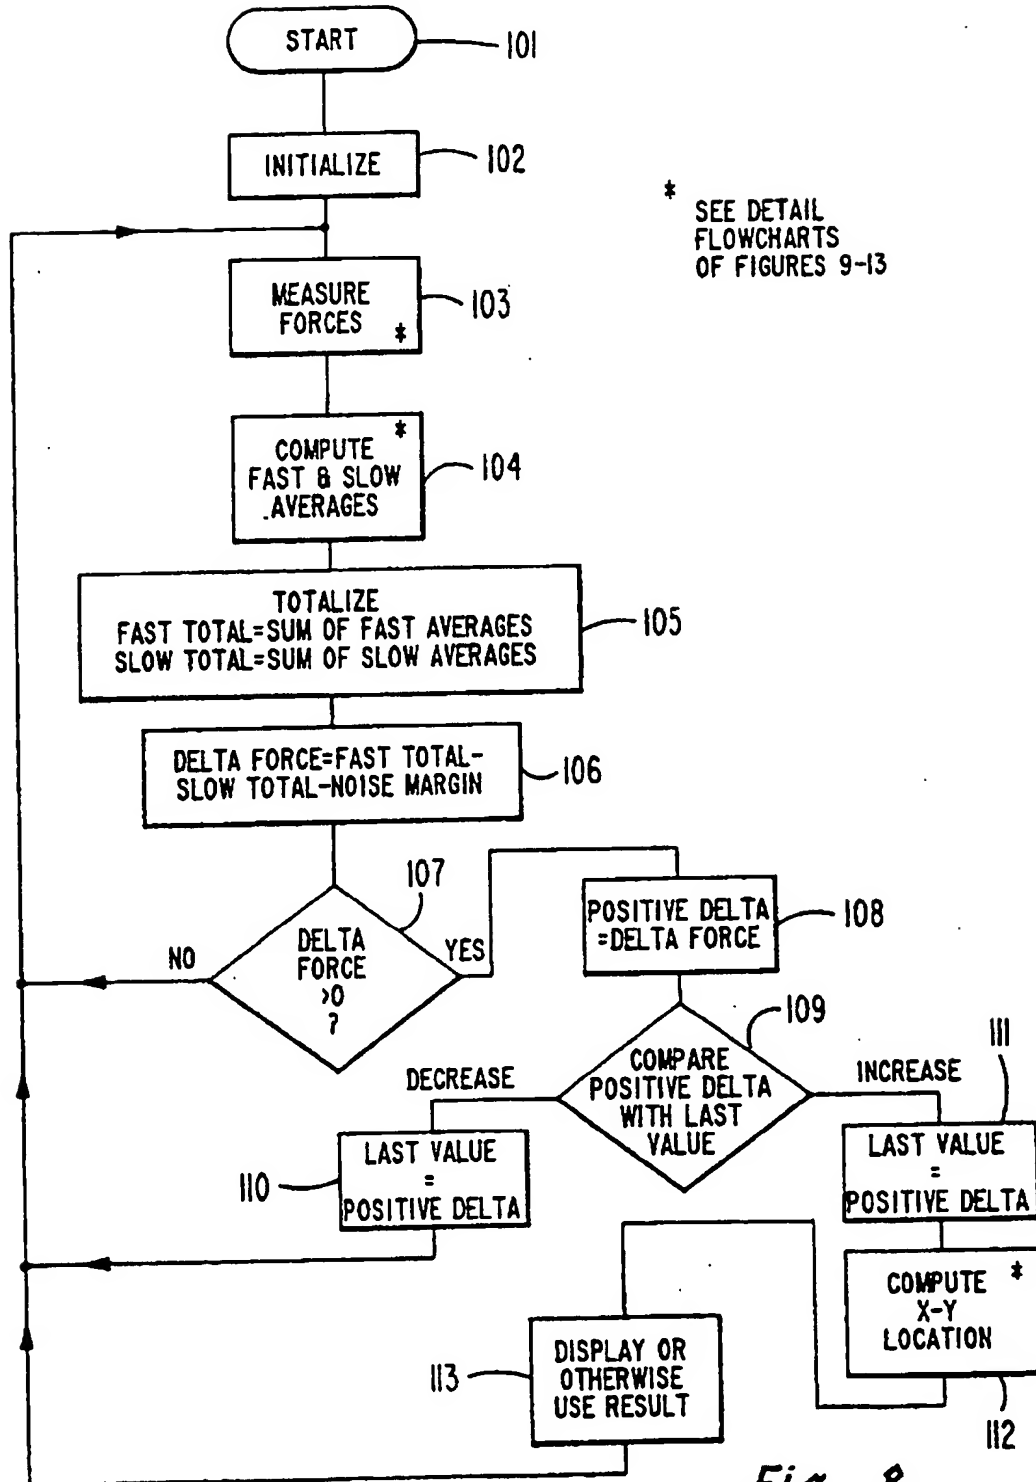 START
101
INITIALIZE
102
*
SEE DETAIL
FLOWCHARTS
OF FIGURES 9-13
MEASURE
FORCES
*
103
COMPUTE *
FAST & SLOW
AVERAGES
104
TOTALIZE
FAST TOTAL=SUM OF FAST AVERAGES
SLOW TOTAL=SUM OF SLOW AVERAGES
105
DELTA FORCE=FAST TOTAL-
SLOW TOTAL-NOISE MARGIN
106
107
DELTA
FORCE
>0
?
NO
YES
POSITIVE DELTA
=DELTA FORCE
108
109
COMPARE
POSITIVE DELTA
WITH LAST
VALUE
DECREASE
INCREASE
LAST VALUE
=
POSITIVE DELTA
110
111
LAST VALUE
=
POSITIVE DELTA
COMPUTE *
X-Y
LOCATION
112
DISPLAY OR
OTHERWISE
USE RESULT
113
Fig. 8